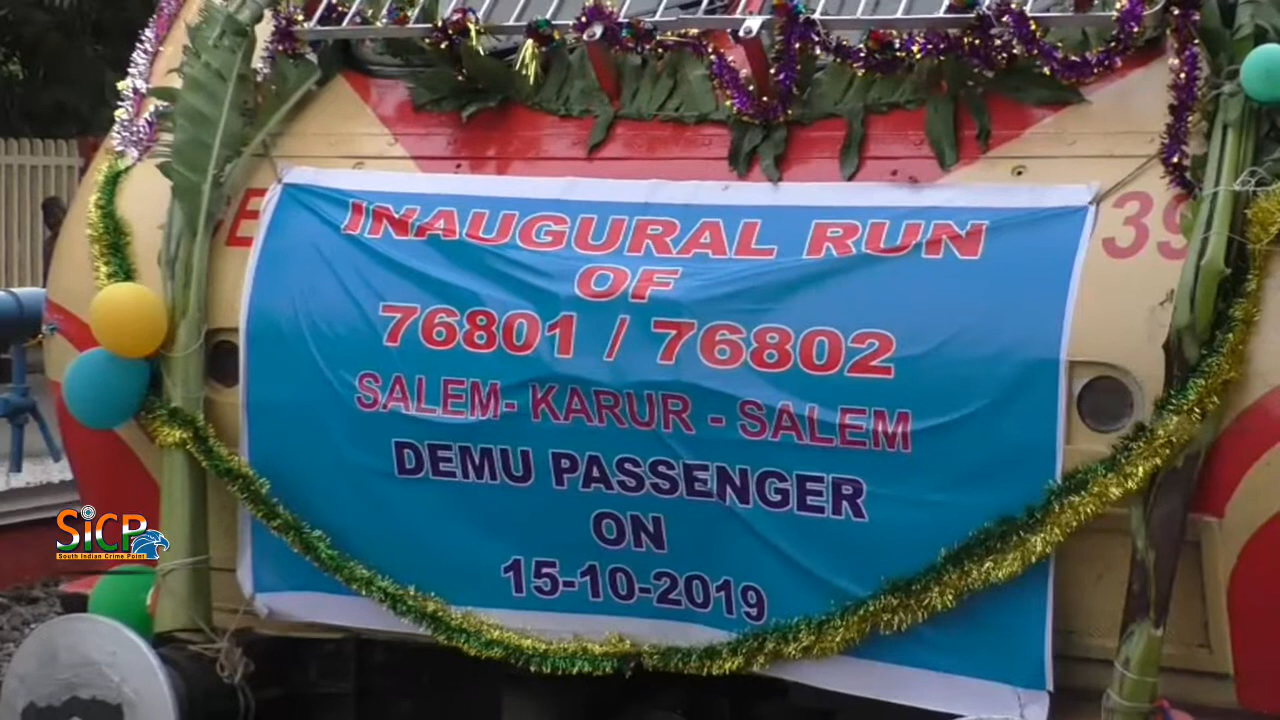 INAUGURAL RUN
OF
76801 / 76802
SALEM- KARUR - SALEM
DEMU PASSENGER
ON
15-10-2019
E
39
SiCP
South Indian Crime Point